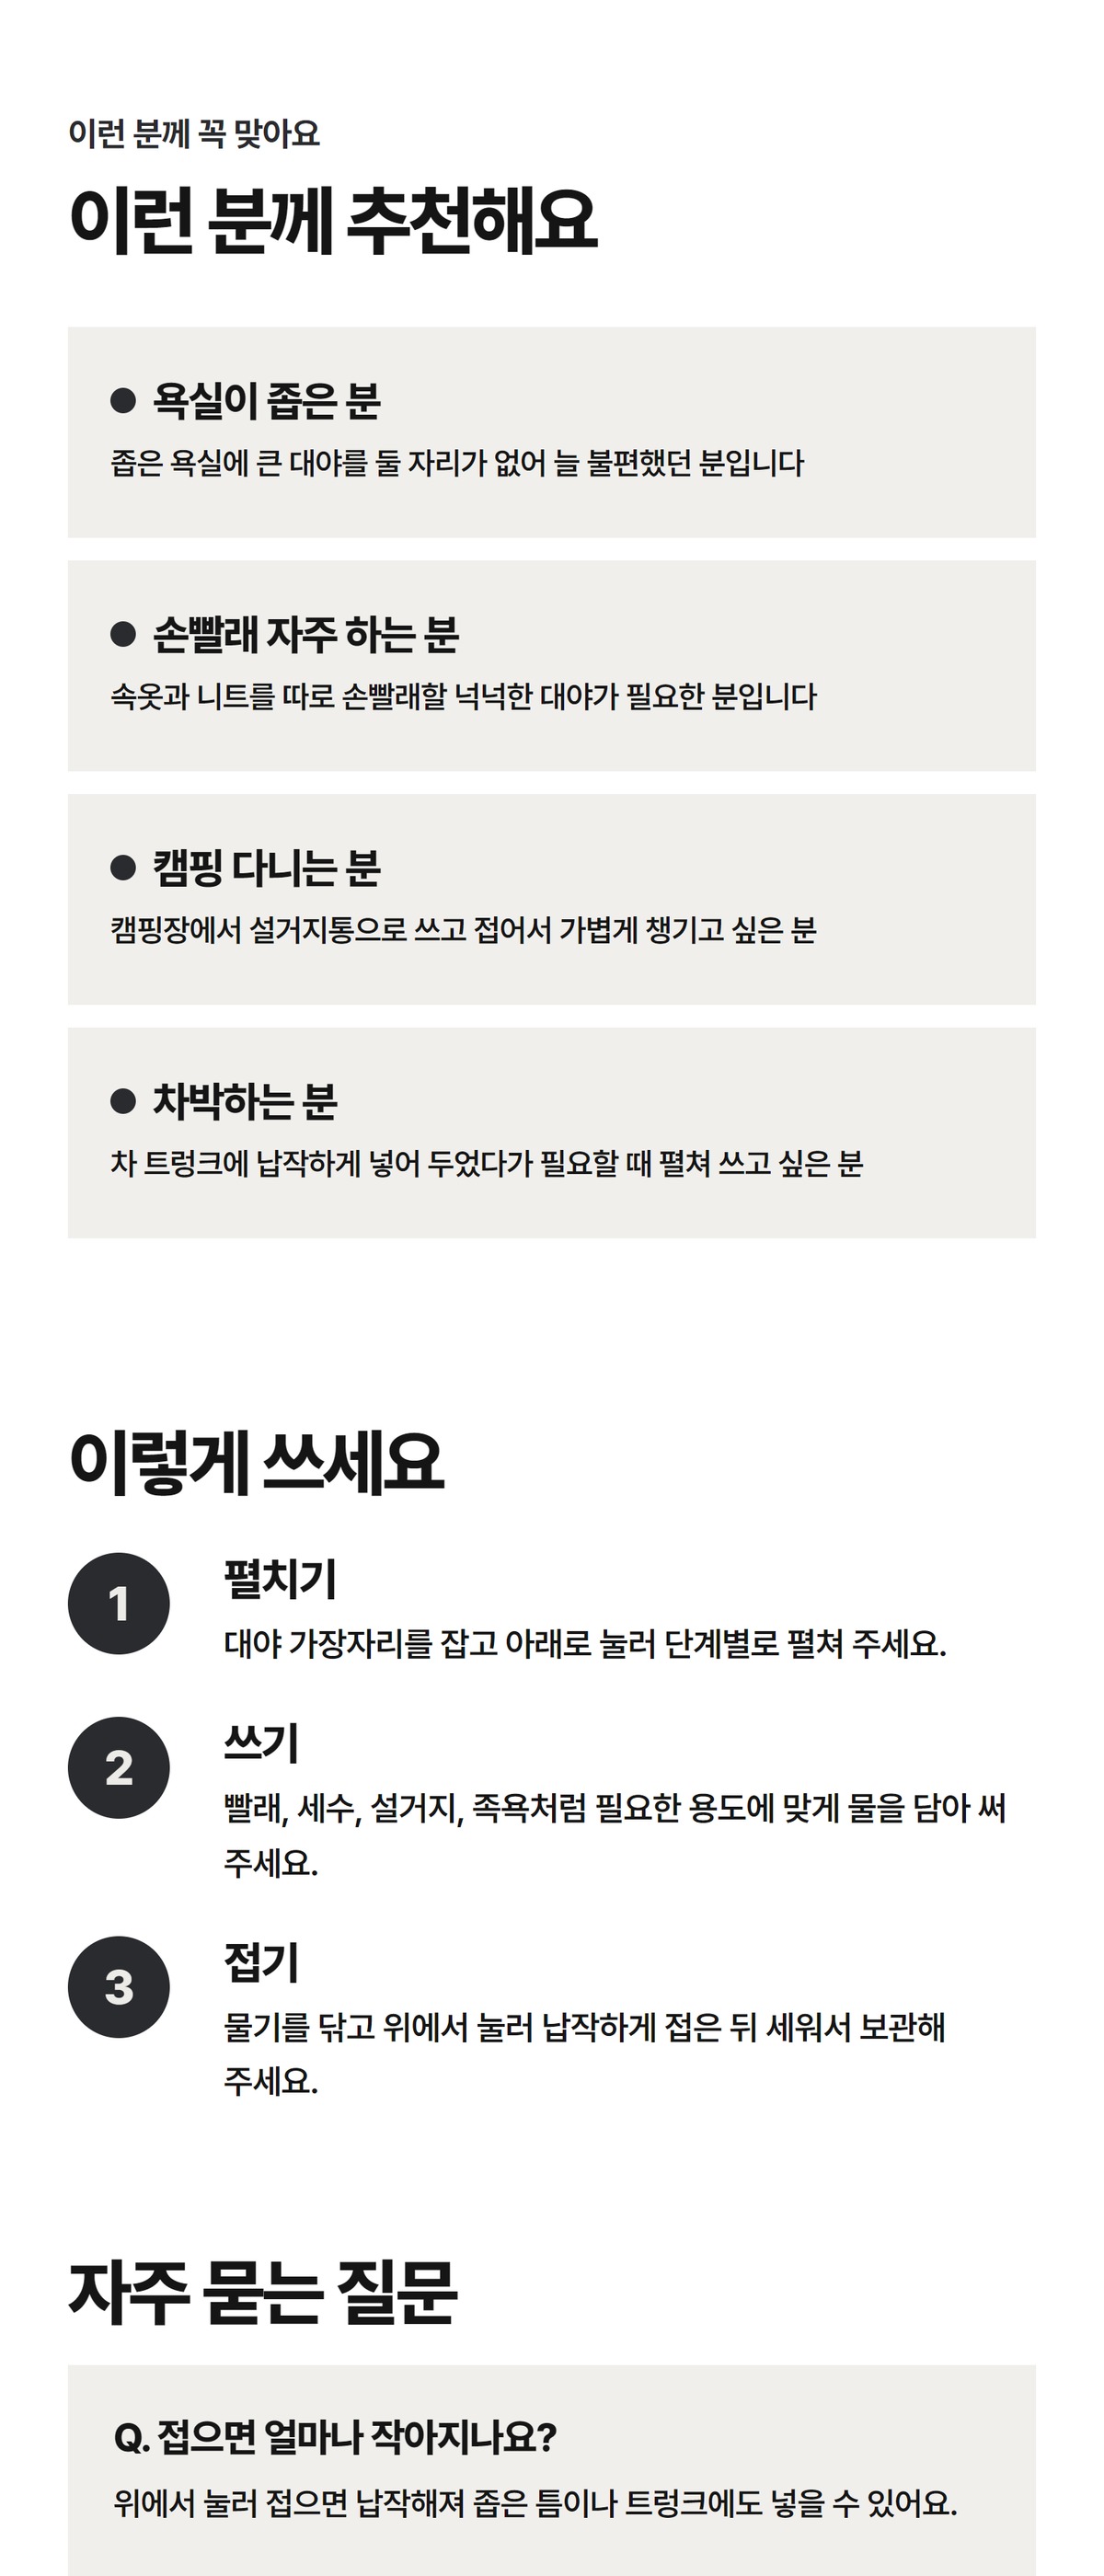 이런 분께 꼭 맞아요
이런 분께 추천해요
욕실이 좁은 분
좁은 욕실에 큰 대야를 둘 자리가 없어 늘 불편했던 분입니다
손빨래 자주 하는 분
속옷과 니트를 따로 손빨래할 넉넉한 대야가 필요한 분입니다
캠핑 다니는 분
캠핑장에서 설거지통으로 쓰고 접어서 가볍게 챙기고 싶은 분
차박하는 분
차 트렁크에 납작하게 넣어 두었다가 필요할 때 펼쳐 쓰고 싶은 분
이렇게 쓰세요
1
펼치기
대야 가장자리를 잡고 아래로 눌러 단계별로 펼쳐 주세요.
2
쓰기
빨래, 세수, 설거지, 족욕처럼 필요한 용도에 맞게 물을 담아 써
주세요.
3
접기
물기를 닦고 위에서 눌러 납작하게 접은 뒤 세워서 보관해
주세요.
자주 묻는 질문
Q. 접으면 얼마나 작아지나요?
위에서 눌러 접으면 납작해져 좁은 틈이나 트렁크에도 넣을 수 있어요.